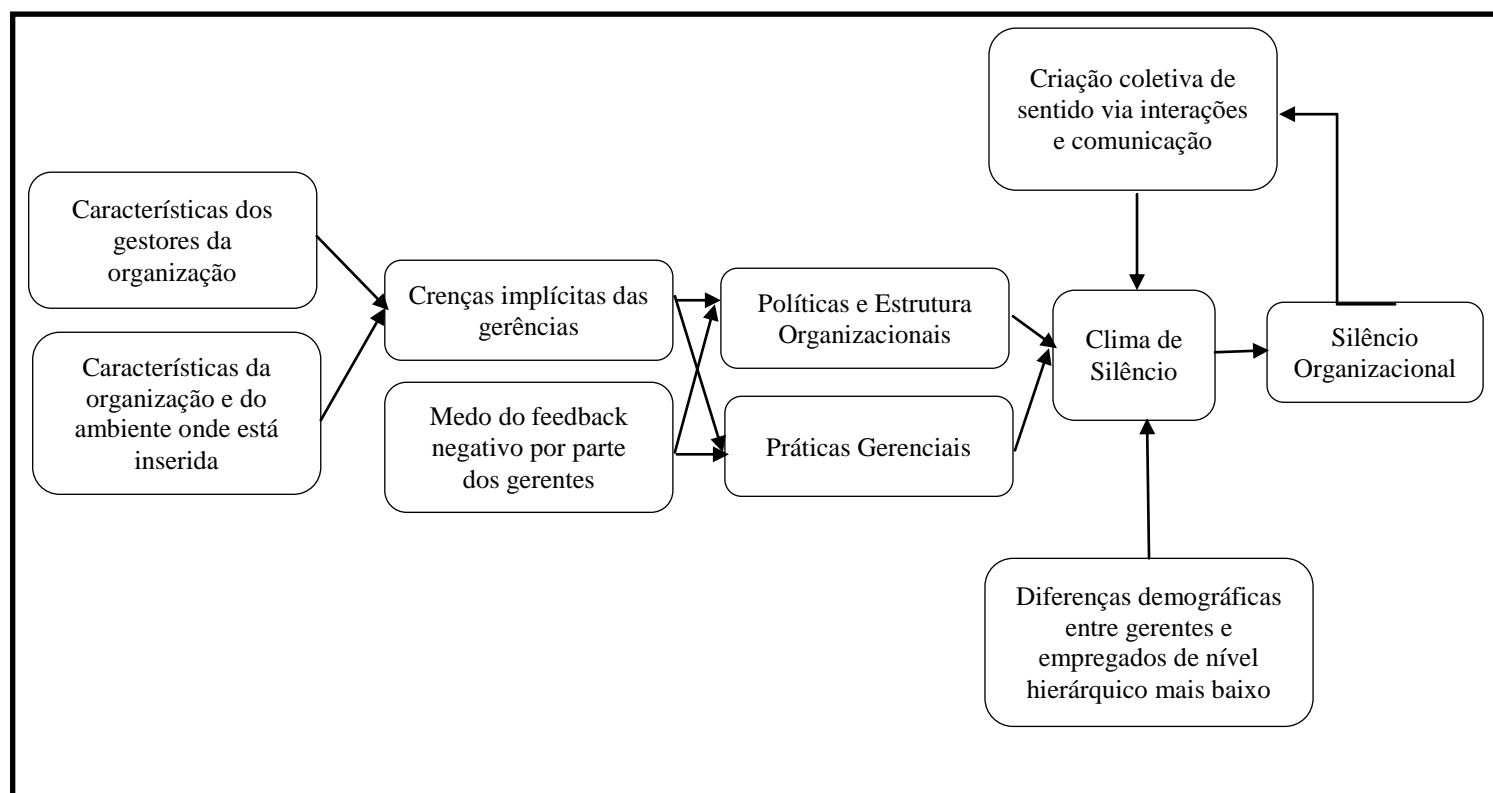 Criação coletiva de
sentido via interações
e comunicação
Características dos
gestores da
organização
Características da
organização e do
ambiente onde está
inserida
Crenças implícitas das
gerências
Medo do feedback
negativo por parte
dos gerentes
Políticas e Estrutura
Organizacionais
Práticas Gerenciais
Clima de
Silêncio
Silêncio
Organizacional
Diferenças demográficas
entre gerentes e
empregados de nível
hierárquico mais baixo